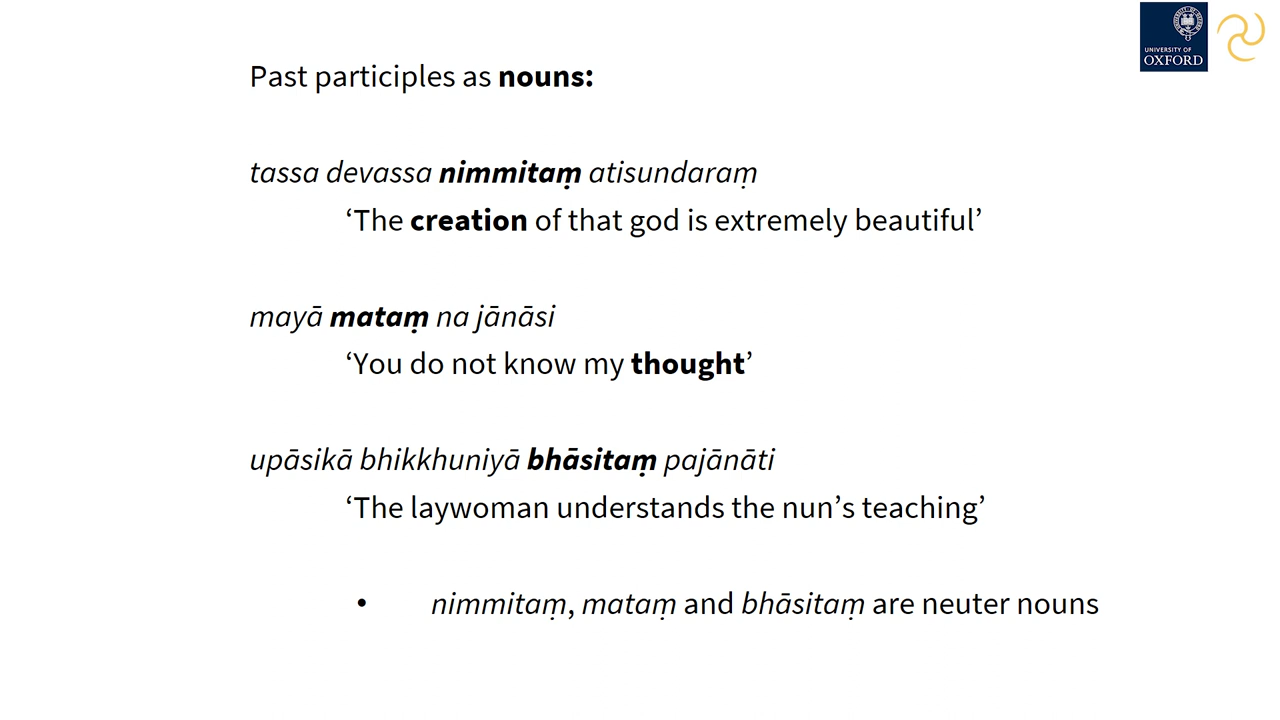 UNIVERSITY OF
OXFORD
Past participles as nouns:
tassa devassa nimmitaṃ atisundaraṃ
‘The creation of that god is extremely beautiful’
mayā mataṃ na jānāsi
‘You do not know my thought’
upāsikā bhikkhuniyā bhāsitaṃ pajānāti
‘The laywoman understands the nun’s teaching’
• nimmitaṃ, mataṃ and bhāsitaṃ are neuter nouns